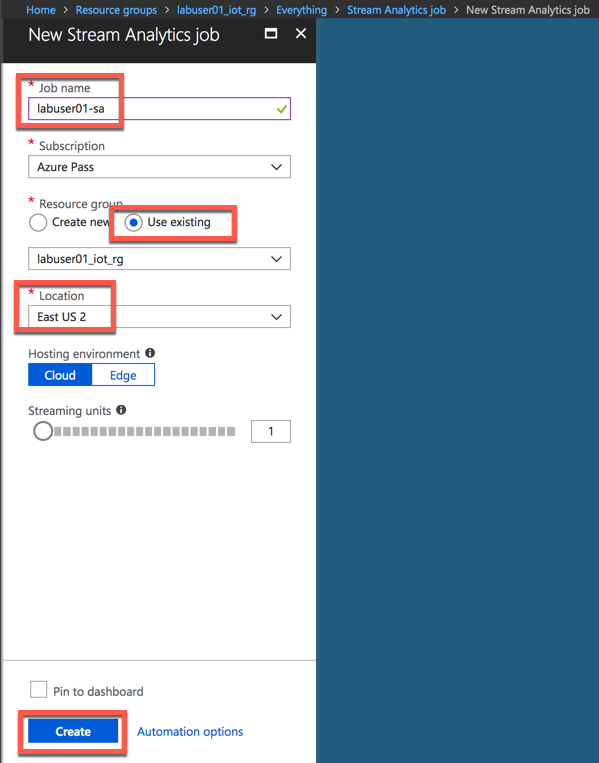 Home > Resource groups > labuser01_iot_rg > Everything > Stream Analytics job > New Stream Analytics job
New Stream Analytics job
* Job name
labuser01-sa
* Subscription
Azure Pass
* Resource group
Create new Use existing
labuser01_iot_rg
* Location
East US 2
Hosting environment
Cloud Edge
Streaming units
1
Pin to dashboard
Create Automation options